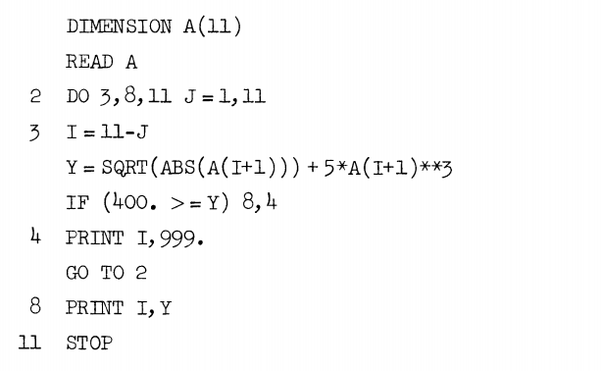 DIMENSION A(11)
READ A
2 DO 3,8,11 J=1,11
3 I=11-J
Y=SQRT(ABS(A(I+1)))+5*A(I+1)**3
IF (400. >=Y) 8,4
4 PRINT I,999.
GO TO 2
8 PRINT I,Y
11 STOP